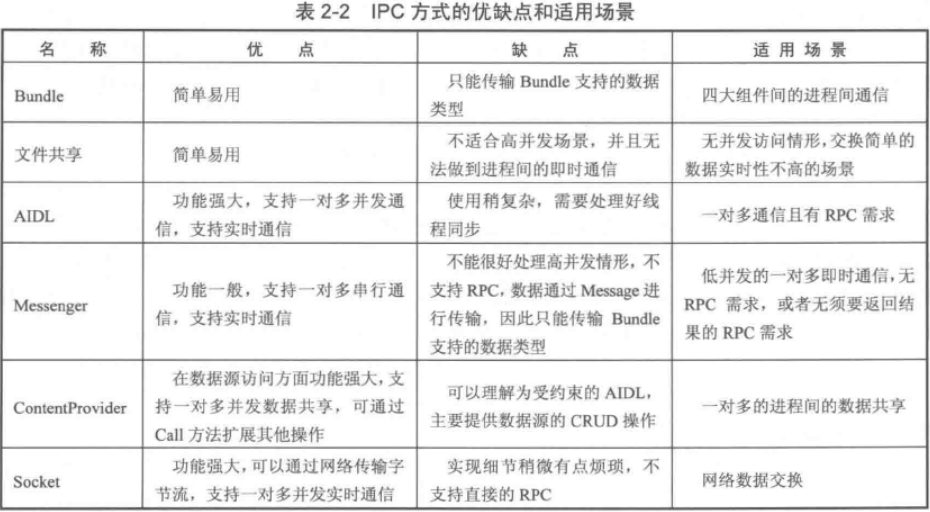 表 2-2 IPC 方式的优缺点和适用场景
名 称 优 点 缺 点 适 用 场 景
Bundle
简单易用
只能传输 Bundle 支持的数据
类型
四大组件间的进程间通信
文件共享
简单易用
不适合高并发场景，并且无
法做到进程间的即时通信
无并发访问情形，交换简单的
数据实时性不高的场景
AIDL
功能强大，支持一对多并发通
信，支持实时通信
使用稍复杂，需要处理好线
程同步
一对多通信且有 RPC 需求
Messenger
功能一般，支持一对多串行通
信，支持实时通信
不能很好处理高并发情形，不
支持 RPC，数据通过 Message 进
行传输，因此只能传输 Bundle
支持的数据类型
低并发的一对多即时通信，无
RPC 需求，或者无须要返回结
果的 RPC 需求
ContentProvider
在数据源访问方面功能强大，支
持一对多并发数据共享，可通过
Call 方法扩展其他操作
可以理解为受约束的 AIDL，
主要提供数据源的 CRUD 操作
一对多的进程间的数据共享
Socket
功能强大，可以通过网络传输字
节流，支持一对多并发实时通信
实现细节稍微有点烦琐，不
支持直接的 RPC
网络数据交换